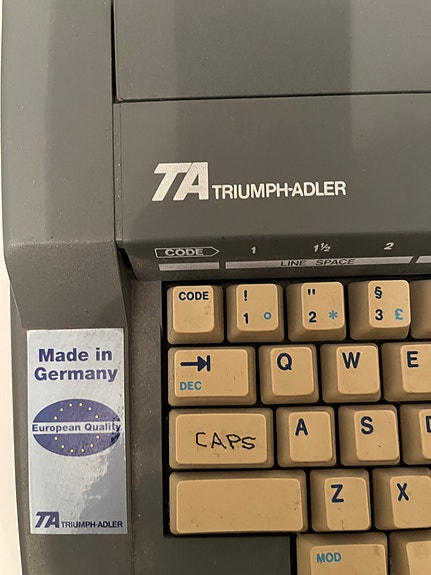 TA TRIUMPH-ADLER
CODE 1 1½ 2
LINE SPACE
CODE ! " §
1 ° 2 * 3 £
DEC Q W E
CAPS A S
Z X
MOD
Made in
Germany
European Quality
TA TRIUMPH-ADLER